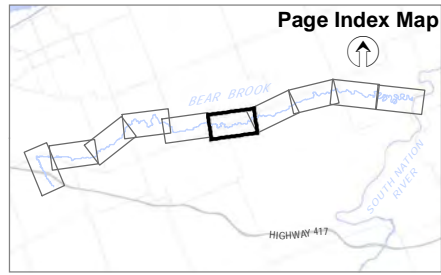 Page Index Map
BEAR BROOK
SOUTH NATION
RIVER
HIGHWAY 417